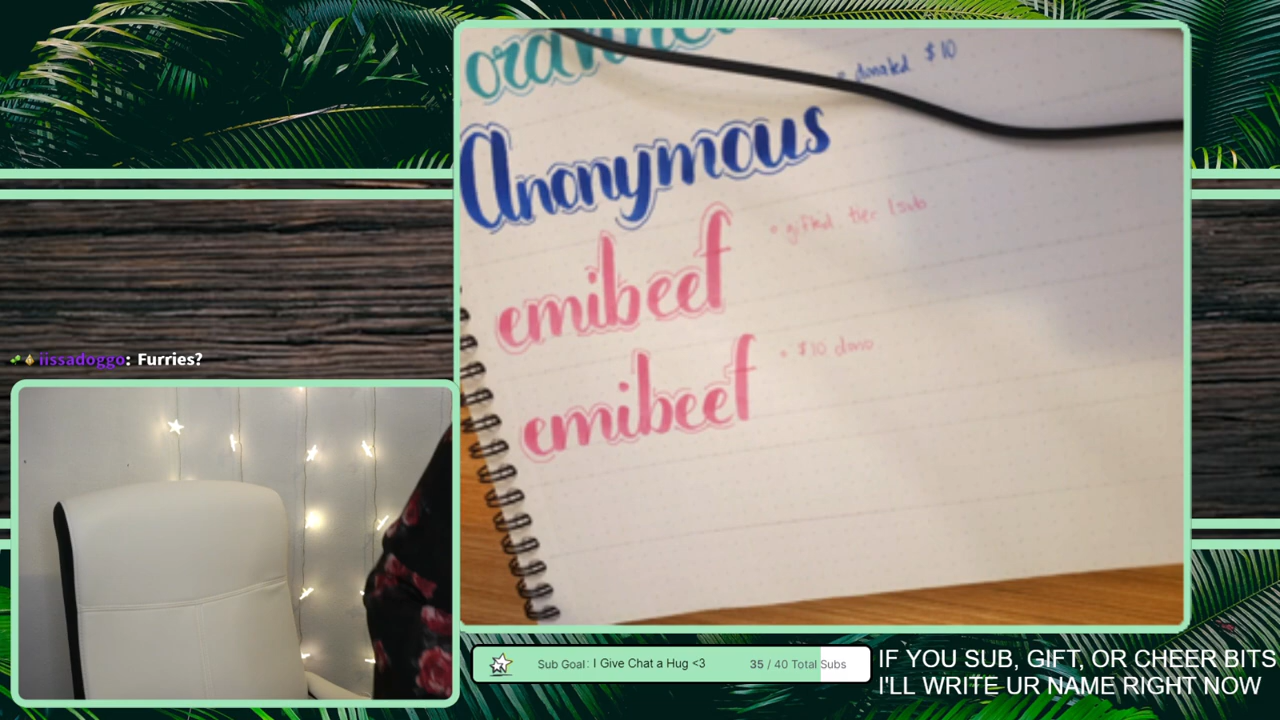 donated $10
Anonymous
gifted tier 1 sub
emibeef
$10 dono
emibeef
iissadoggo: Furries?
Sub Goal: I Give Chat a Hug <3 35 / 40 Total Subs
IF YOU SUB, GIFT, OR CHEER BITS
I'LL WRITE UR NAME RIGHT NOW